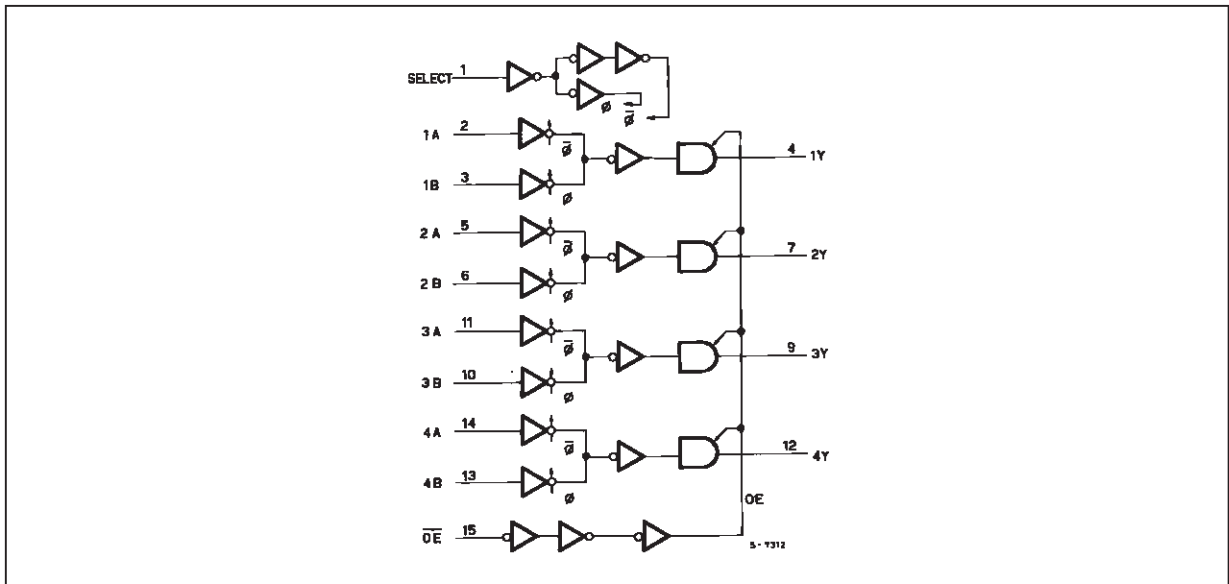 SELECT 1
Ø
Ø̅
1A 2
Ø̅
4 1Y
1B 3
Ø
2A 5
Ø̅
7 2Y
2B 6
Ø
3A 11
Ø̅
9 3Y
3B 10
Ø
4A 14
Ø̅
12 4Y
4B 13
Ø
OE
O̅E̅ 15
S-7312